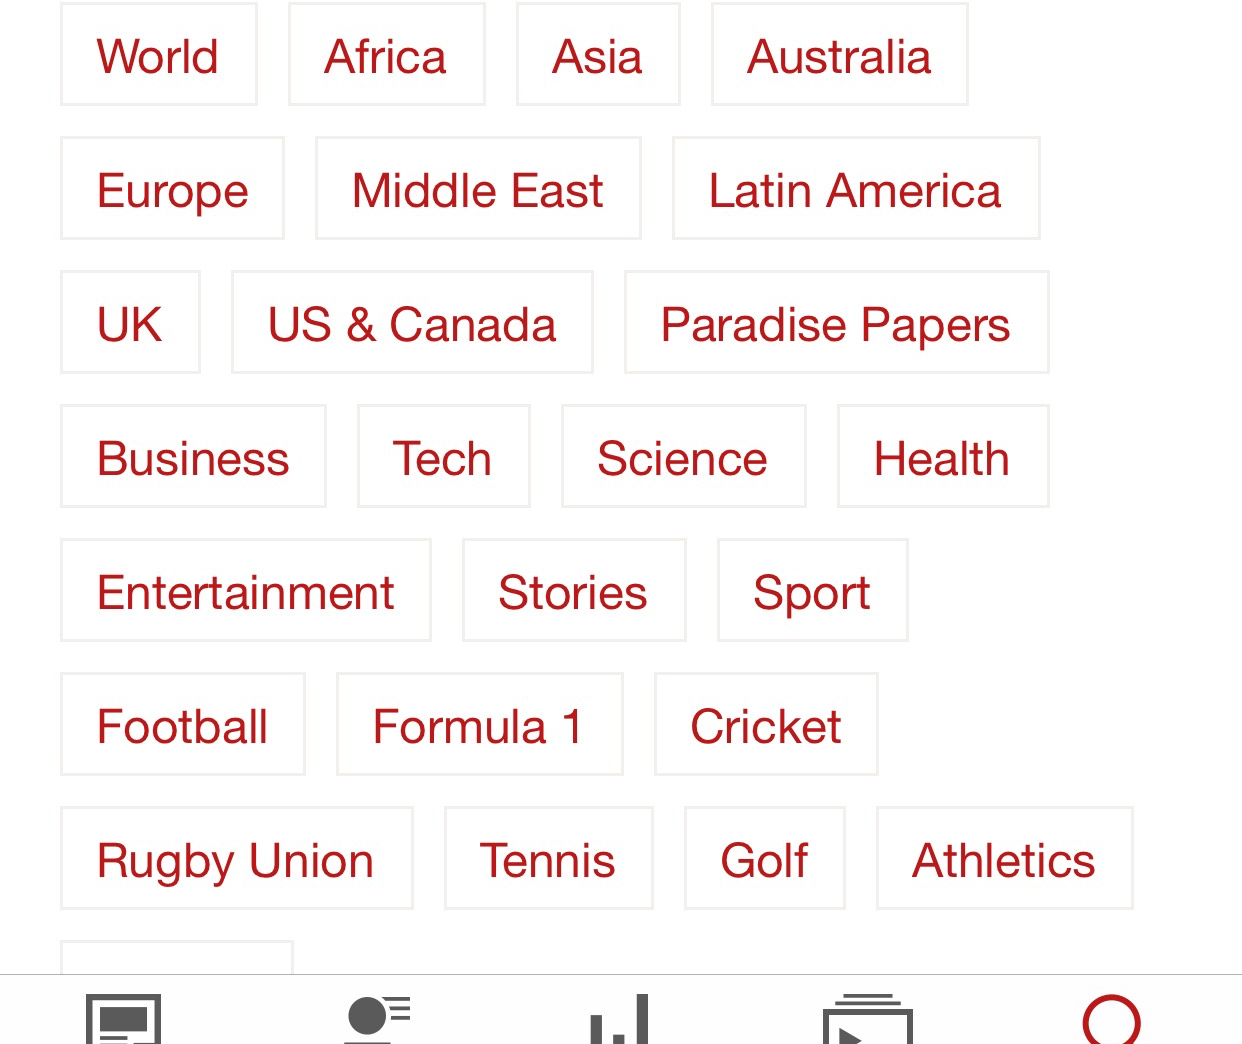 World Africa Asia Australia
Europe Middle East Latin America
UK US & Canada Paradise Papers
Business Tech Science Health
Entertainment Stories Sport
Football Formula 1 Cricket
Rugby Union Tennis Golf Athletics